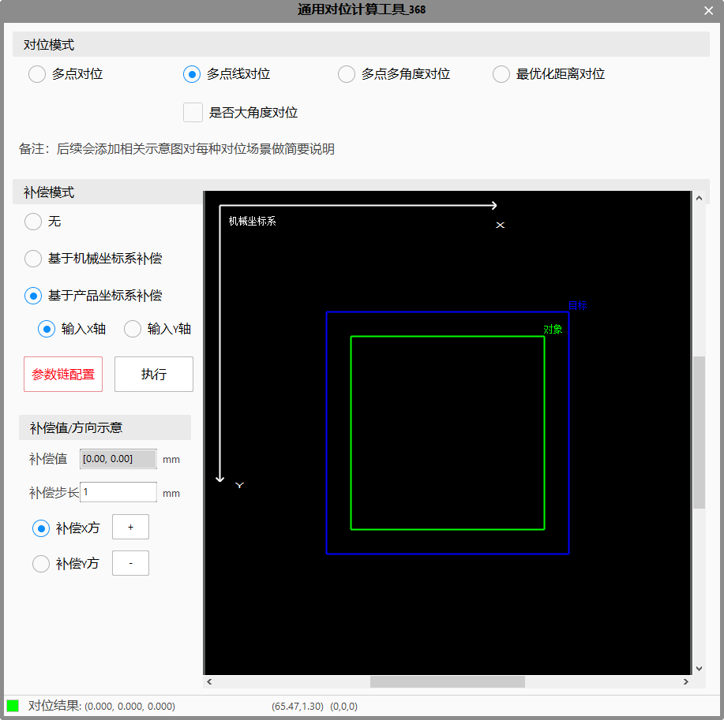 通用对位计算工具_368
对位模式
多点对位
多点线对位
多点多角度对位
最优化距离对位
是否大角度对位
备注：后续会添加相关示意图对每种对位场景做简要说明
补偿模式
无
基于机械坐标系补偿
基于产品坐标系补偿
输入X轴
输入Y轴
参数链配置
执行
补偿值/方向示意
补偿值 [0.00, 0.00] mm
补偿步长 1 mm
补偿X方 +
补偿Y方 -
机械坐标系
X
Y
目标
对象
对位结果: (0.000, 0.000, 0.000) (65.47,1.30) (0,0,0)